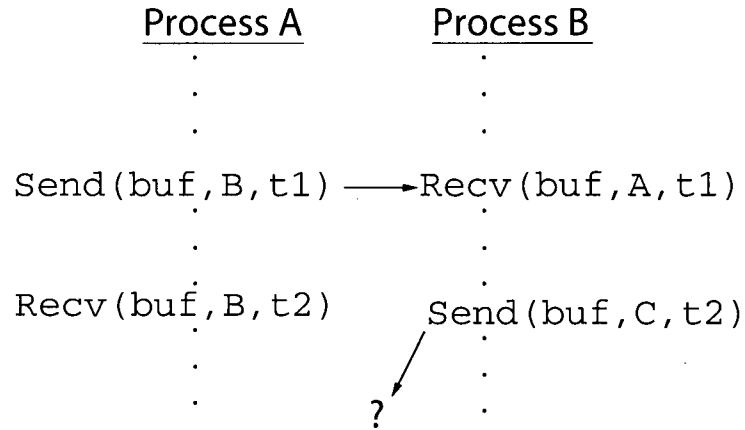 Process A
Process B
Send(buf,B,t1)
Recv(buf,A,t1)
Recv(buf,B,t2)
Send(buf,C,t2)
?